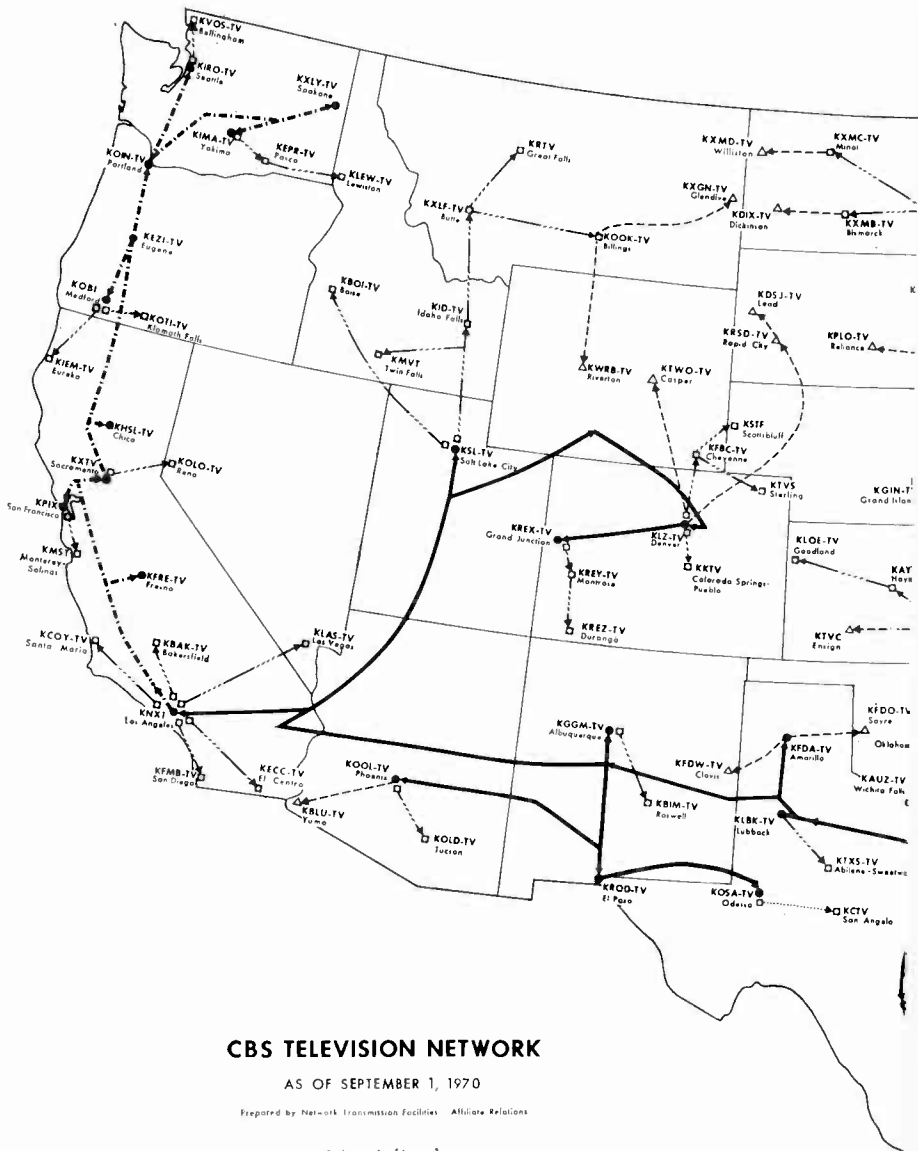 KVOS-TV
Bellingham
KIRO-TV
Seattle
KXLY-TV
Spokane
KIMA-TV
Yakima
KEPR-TV
Pasco
KOIN-TV
Portland
KLEW-TV
Lewiston
KRTV
Great Falls
KXMD-TV
Williston
KXMC-TV
Minot
KXLF-TV
Butte
KXGN-TV
Glendive
KDIX-TV
Dickinson
KXMB-TV
Bismarck
KOOK-TV
Billings
KEZI-TV
Eugene
KOBI
Medford
KOTI-TV
Klamath Falls
KBOI-TV
Boise
KID-TV
Idaho Falls
KDSJ-TV
Lead
K
KRSD-TV
Rapid City
KPLO-TV
Reliance
KIEM-TV
Eureka
KMVT
Twin Falls
KWRB-TV
Riverton
KTWO-TV
Casper
KHSL-TV
Chico
KSTF
Scottsbluff
KFBC-TV
Cheyenne
KXTV
Sacramento
KOLO-TV
Reno
KSL-TV
Salt Lake City
KTVS
Sterling
KGIN-T
Grand Islan
KPIX
San Francisco
KREX-TV
Grand Junction
KLZ-TV
Denver
KLOE-TV
Goodland
KMST
Monterey-
Salinas
KFRE-TV
Fresno
KREY-TV
Montrose
KKTV
Colorado Springs-
Pueblo
KAY
Hays
KCOY-TV
Santa Maria
KBAK-TV
Bakersfield
KLAS-TV
Las Vegas
KREZ-TV
Durango
KTVC
Ensign
KNXT
Los Angeles
KGGM-TV
Albuquerque
KFDO-TV
Sayre
KFDA-TV
Amarillo
Oklahom
KFMB-TV
San Diego
KECC-TV
El Centro
KOOL-TV
Phoenix
KFDW-TV
Clovis
KAUZ-TV
Wichita Falls
KBLU-TV
Yuma
KBIM-TV
Roswell
KLBK-TV
Lubbock
KOLD-TV
Tucson
KTXS-TV
Abilene-Sweetwa
KROD-TV
El Paso
KOSA-TV
Odessa
KCTV
San Angelo
CBS TELEVISION NETWORK
AS OF SEPTEMBER 1, 1970
Prepared by Network Transmission Facilities Affiliate Relations